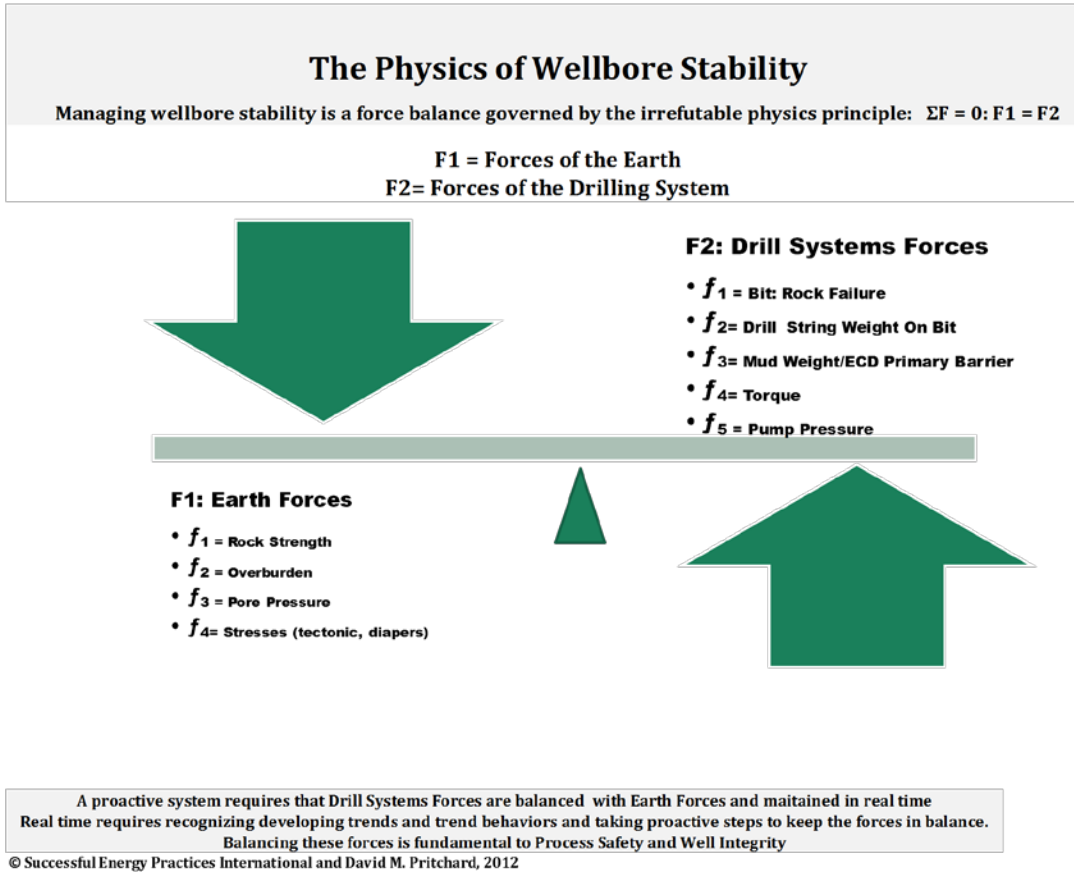 The Physics of Wellbore Stability
Managing wellbore stability is a force balance governed by the irrefutable physics principle: ΣF = 0: F1 = F2
F1 = Forces of the Earth
F2= Forces of the Drilling System
F2: Drill Systems Forces
• f1 = Bit: Rock Failure
• f2= Drill String Weight On Bit
• f3= Mud Weight/ECD Primary Barrier
• f4= Torque
• f5 = Pump Pressure
F1: Earth Forces
• f1 = Rock Strength
• f2 = Overburden
• f3 = Pore Pressure
• f4= Stresses (tectonic, diapers)
A proactive system requires that Drill Systems Forces are balanced with Earth Forces and maitained in real time
Real time requires recognizing developing trends and trend behaviors and taking proactive steps to keep the forces in balance.
Balancing these forces is fundamental to Process Safety and Well Integrity
© Successful Energy Practices International and David M. Pritchard, 2012